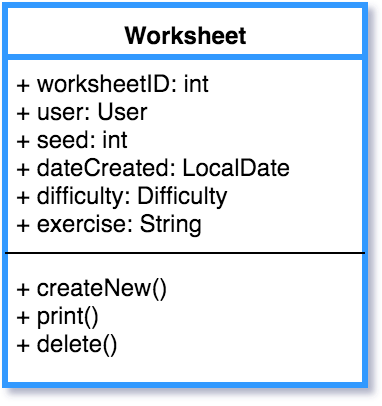 Worksheet
+ worksheetID: int
+ user: User
+ seed: int
+ dateCreated: LocalDate
+ difficulty: Difficulty
+ exercise: String
+ createNew()
+ print()
+ delete()